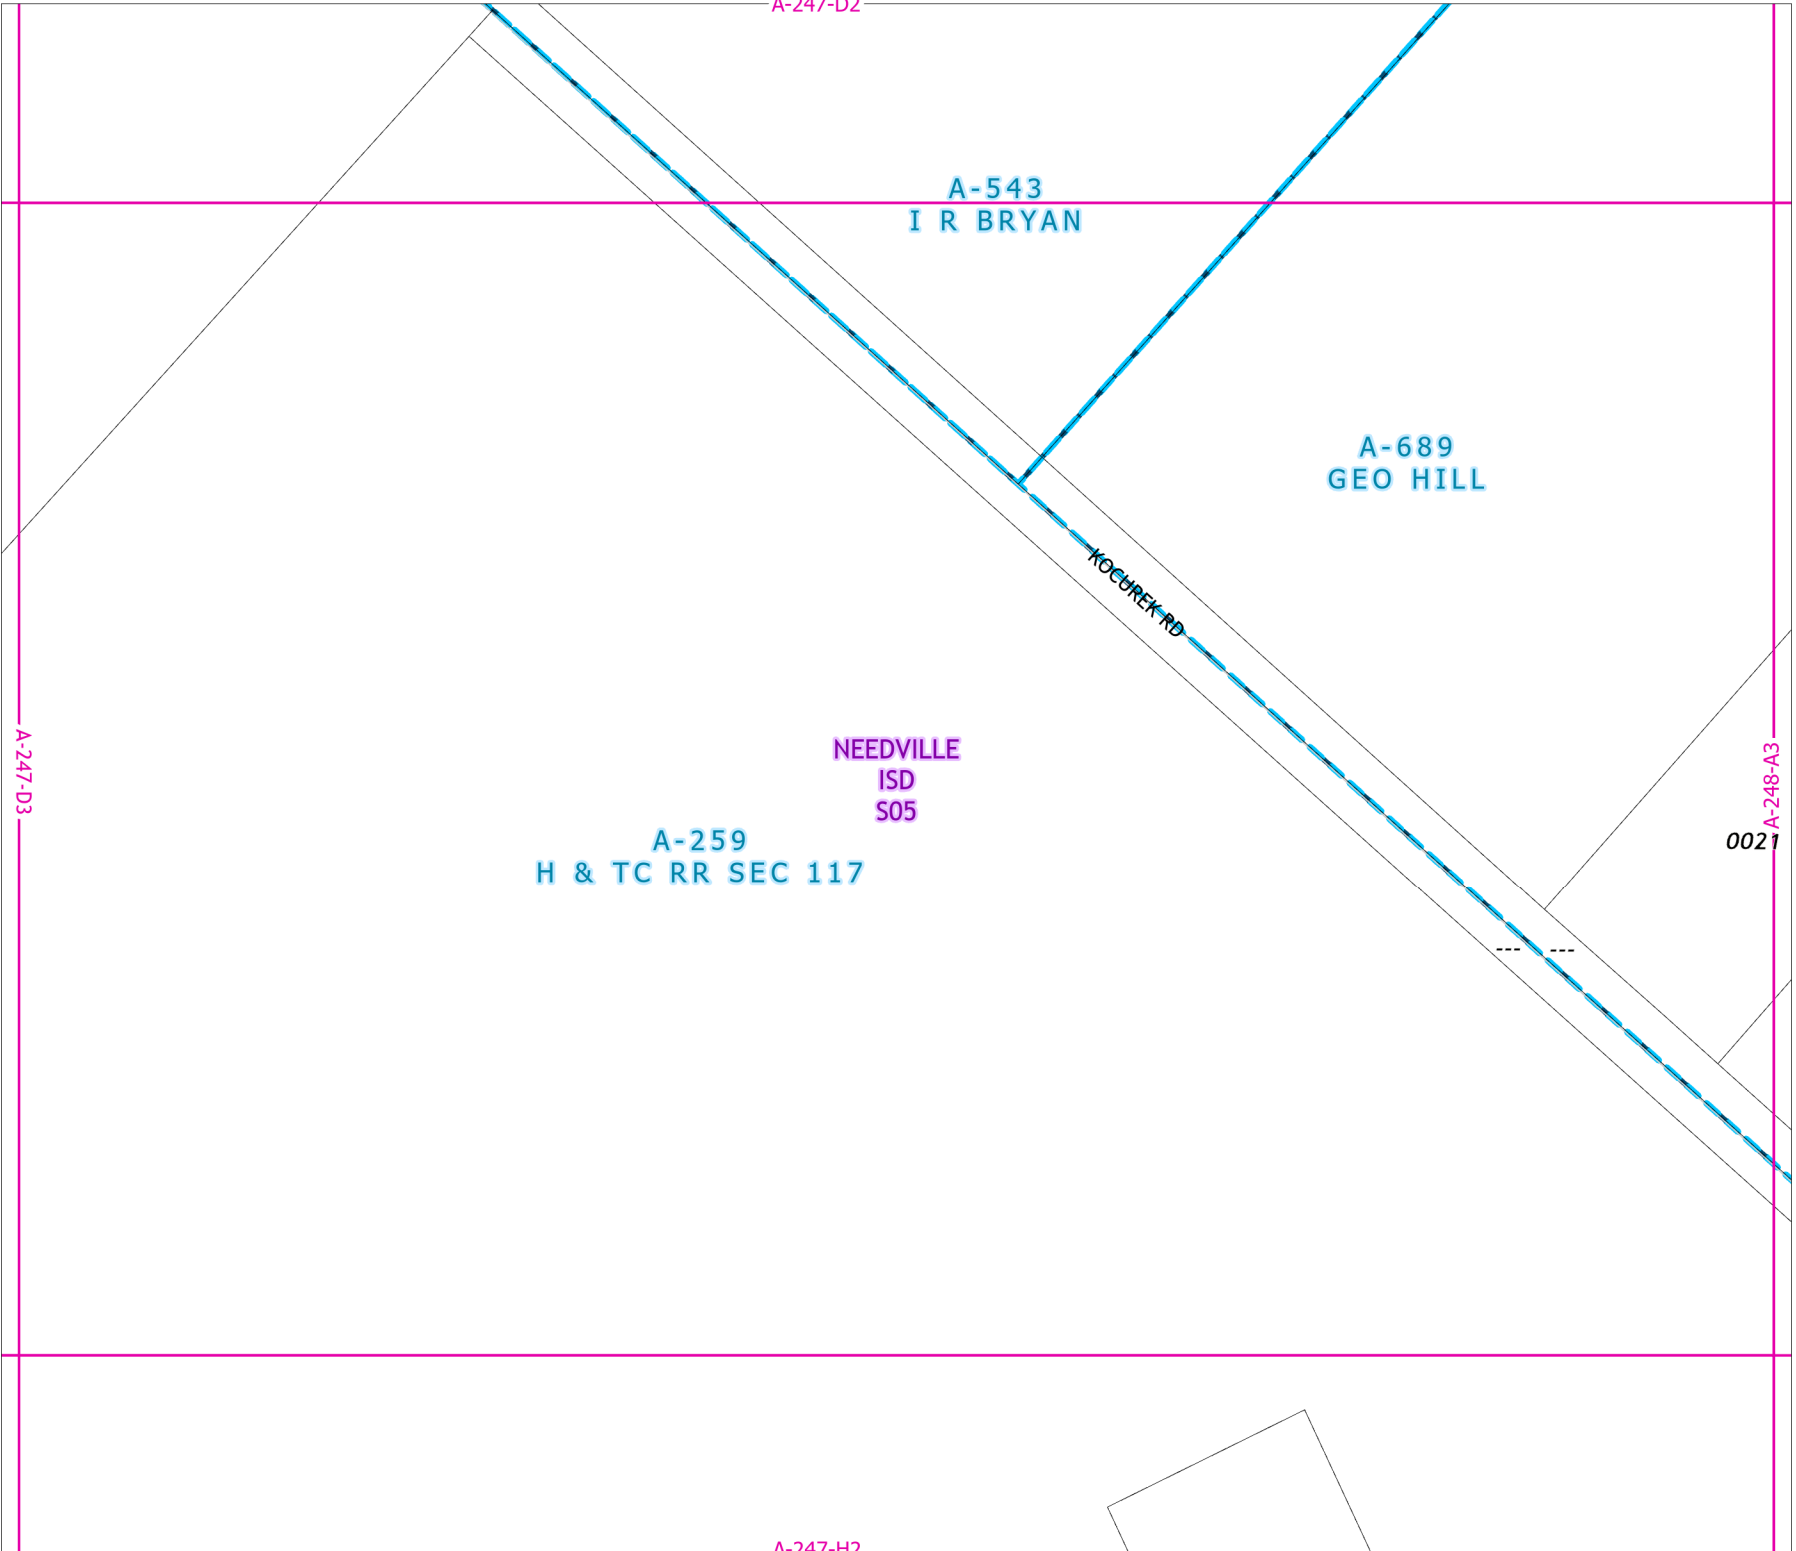 A-247-D2
A-543
I R BRYAN
A-689
GEO HILL
KOCUREK RD
NEEDVILLE
ISD
S05
A-247-D3
A-248-A3
0021
A-259
H & TC RR SEC 117
--- ---
A-247-H2